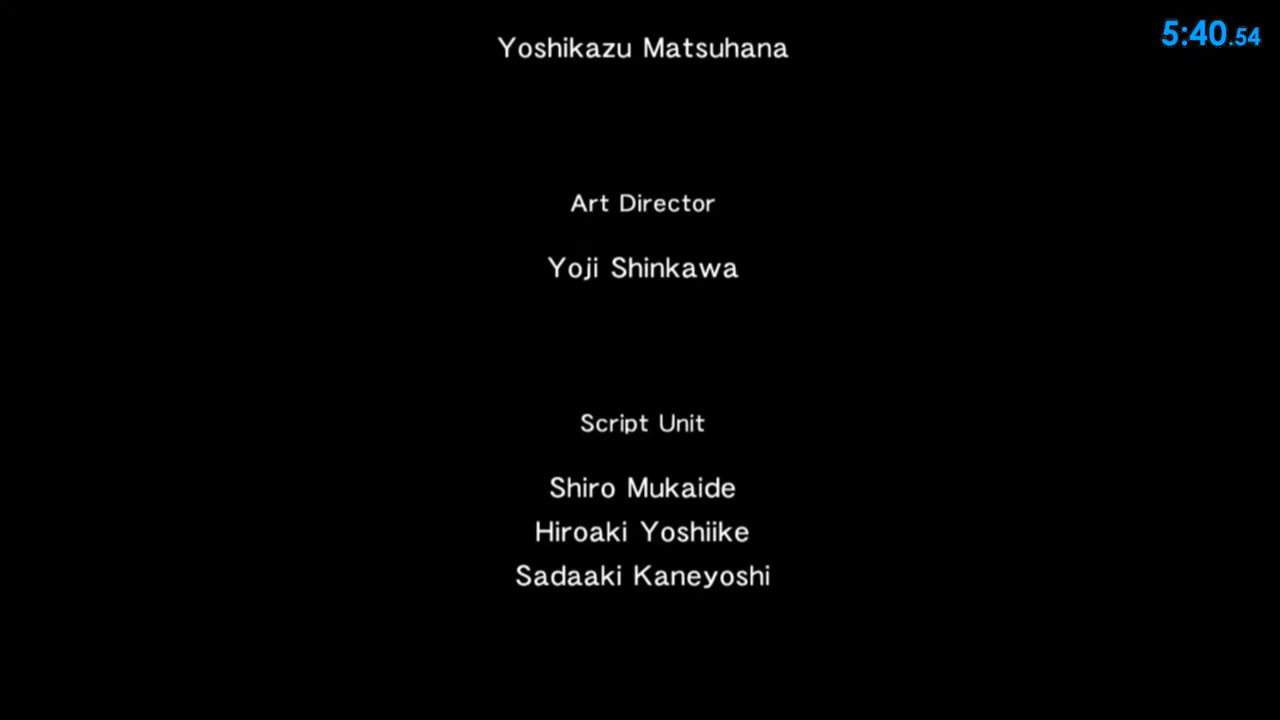 5:40.54
Yoshikazu Matsuhana
Art Director
Yoji Shinkawa
Script Unit
Shiro Mukaide
Hiroaki Yoshiike
Sadaaki Kaneyoshi